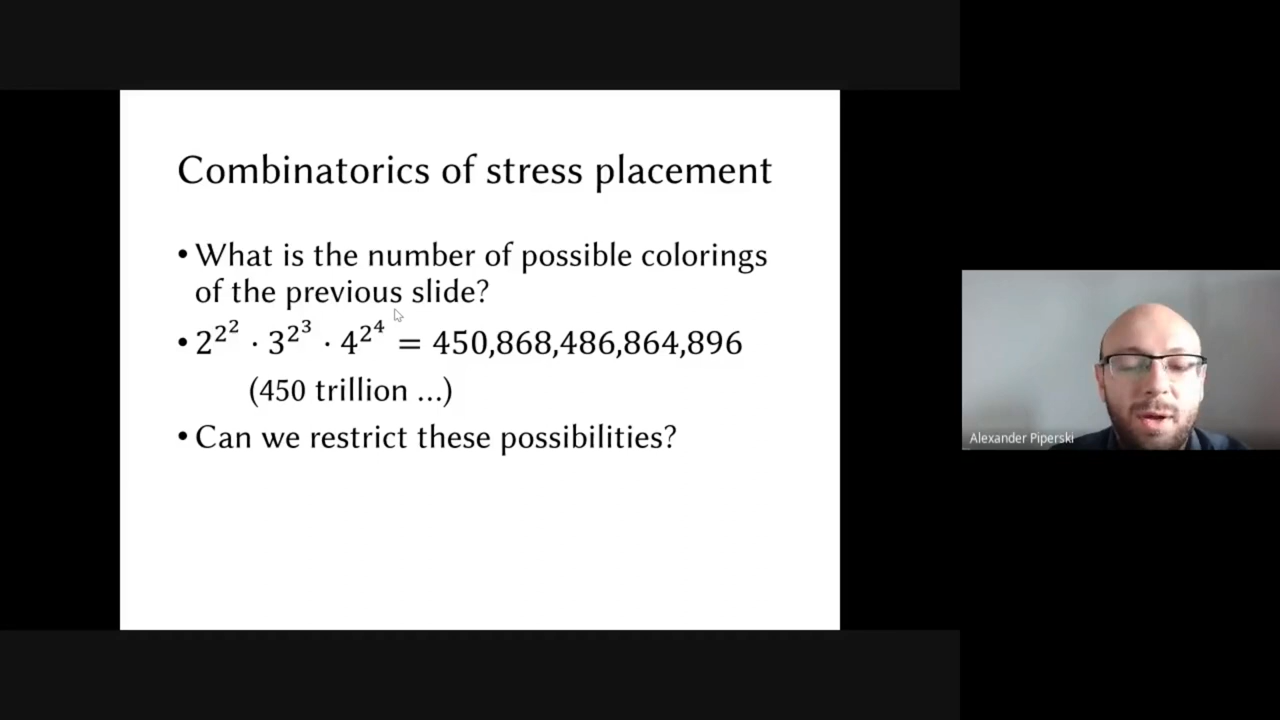 Combinatorics of stress placement
• What is the number of possible colorings
of the previous slide?
• 2^{2^2} · 3^{2^3} · 4^{2^4} = 450,868,486,864,896
(450 trillion ...)
• Can we restrict these possibilities?
Alexander Piperski